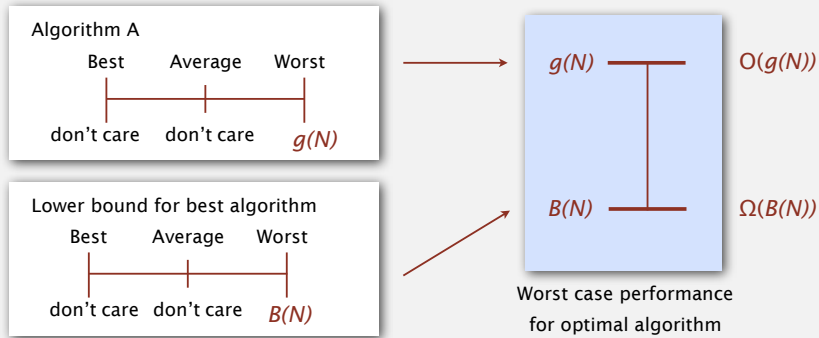 Algorithm A
Best Average Worst
don't care don't care g(N)
Lower bound for best algorithm
Best Average Worst
don't care don't care B(N)
g(N) O(g(N))
B(N) Ω(B(N))
Worst case performance
for optimal algorithm